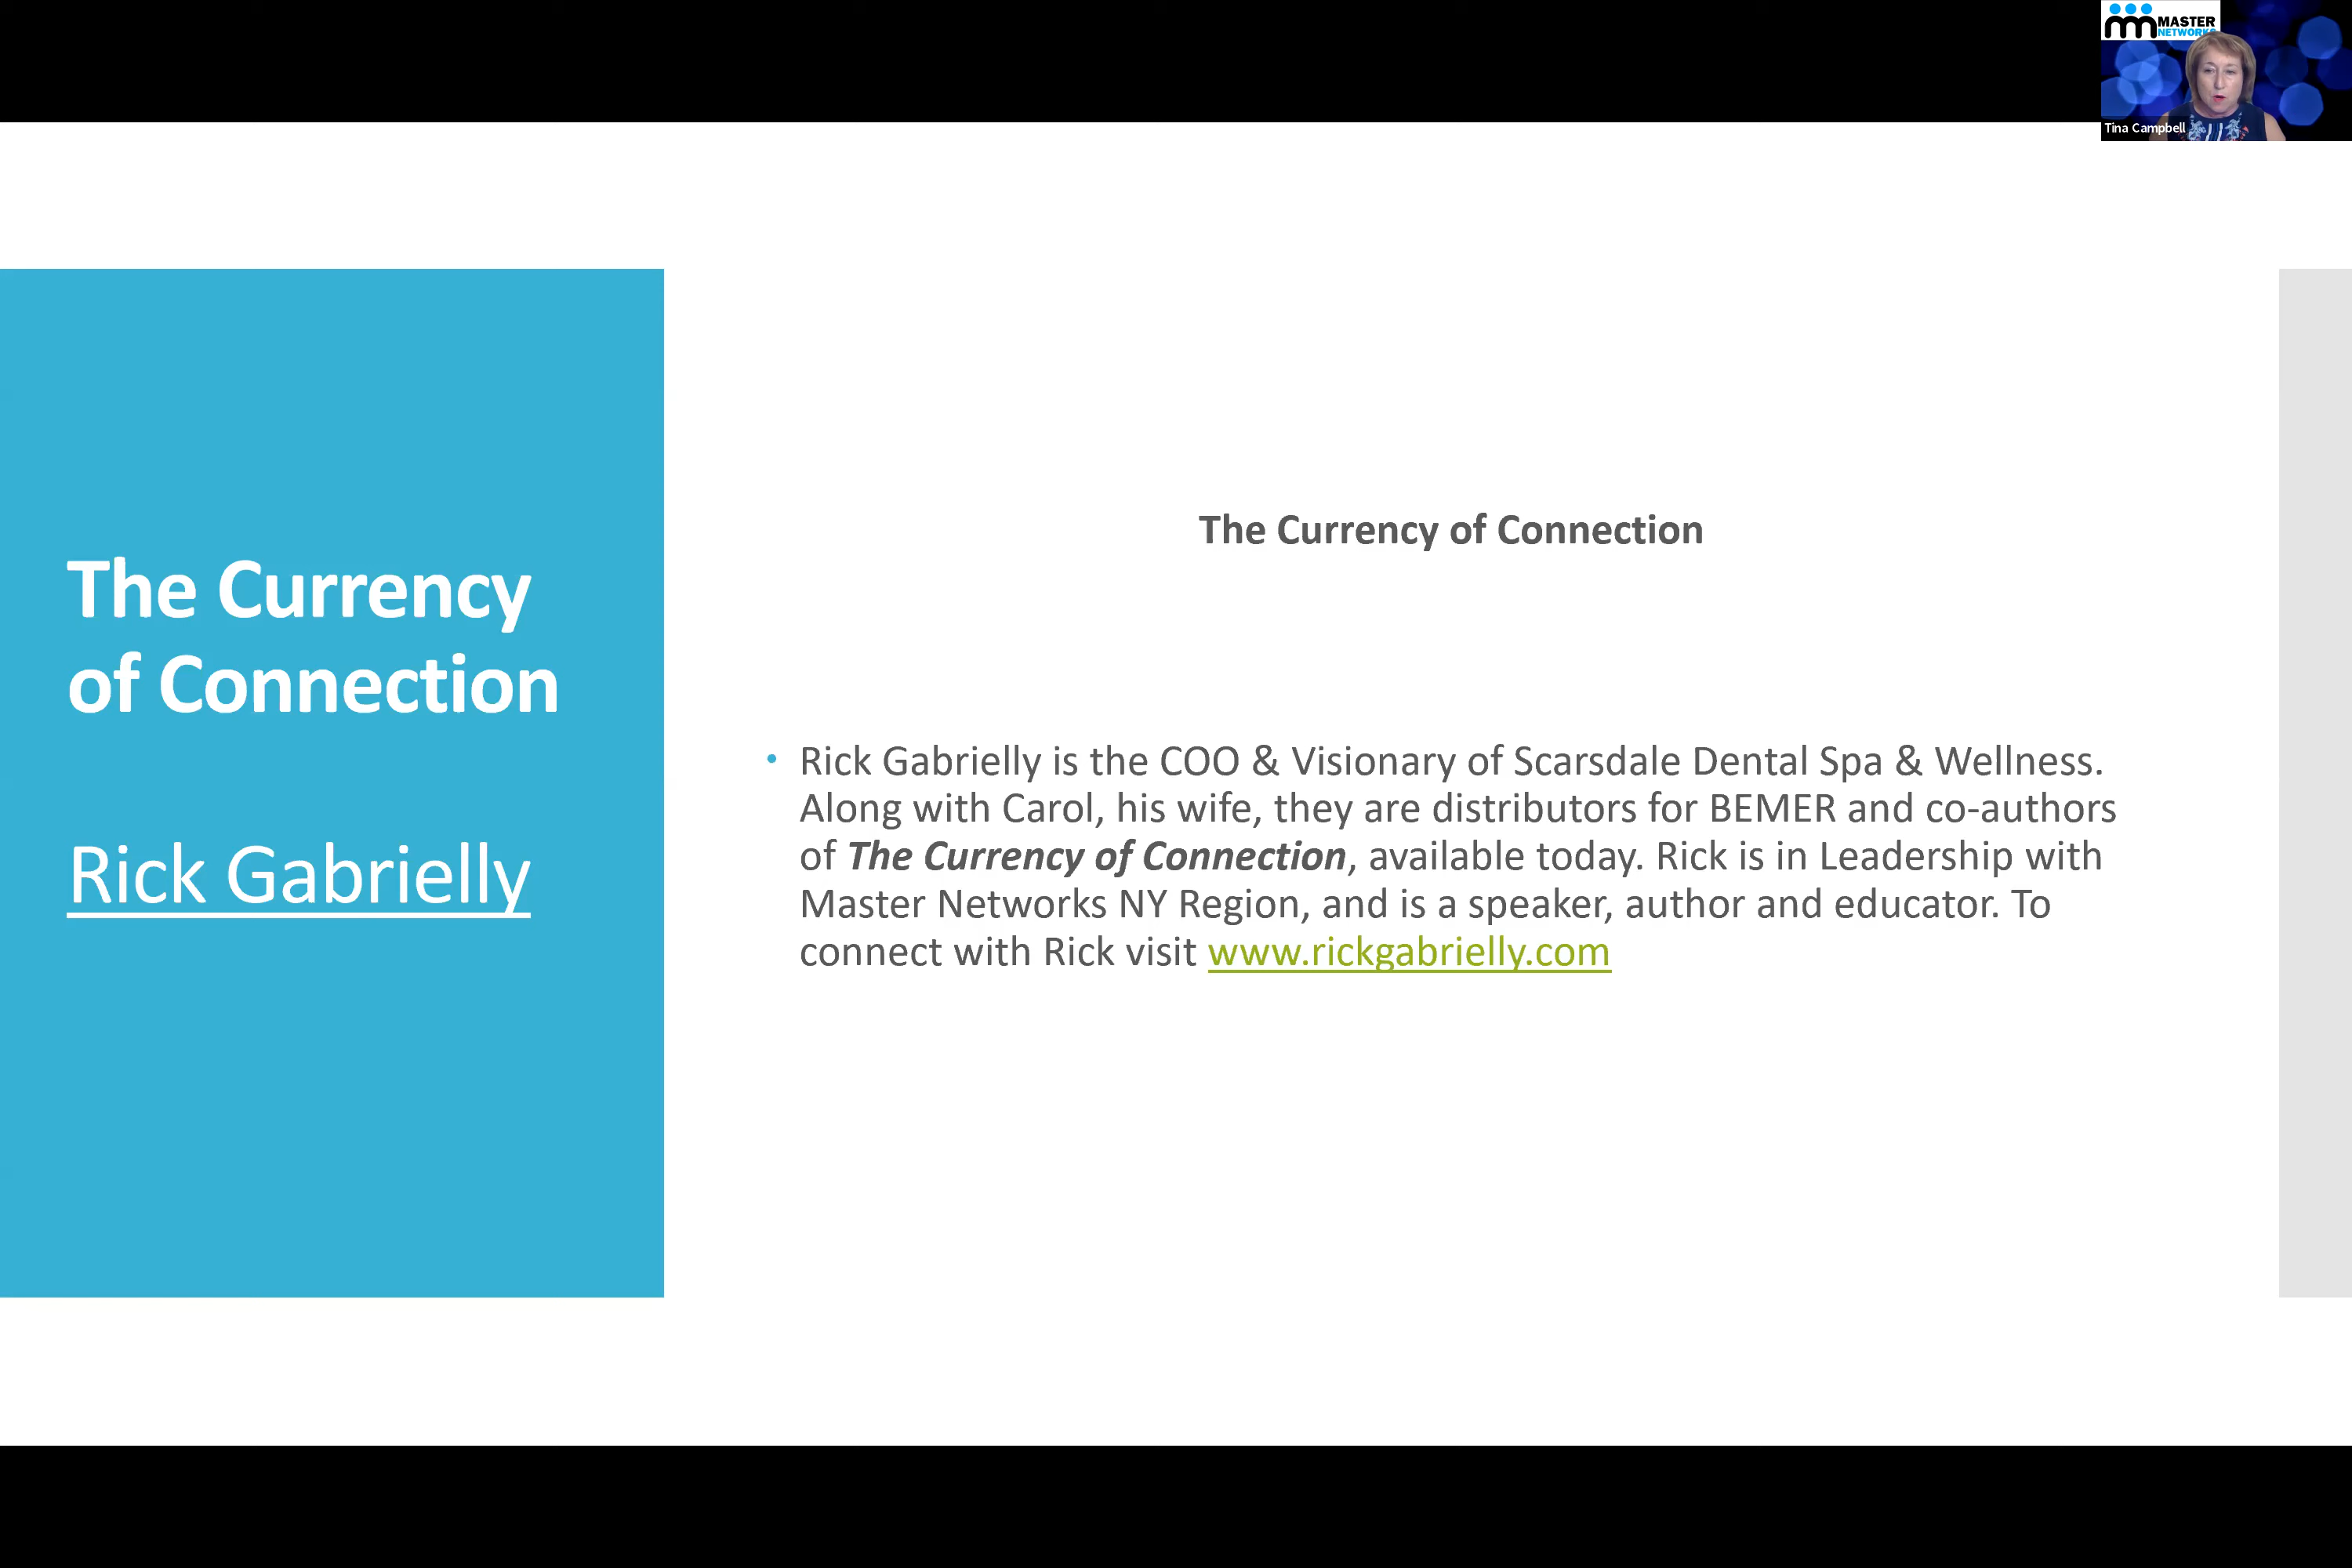 MASTER
NETWORKS
Tina Campbell
The Currency
of Connection
Rick Gabrielly
The Currency of Connection
• Rick Gabrielly is the COO & Visionary of Scarsdale Dental Spa & Wellness.
Along with Carol, his wife, they are distributors for BEMER and co-authors
of The Currency of Connection, available today. Rick is in Leadership with
Master Networks NY Region, and is a speaker, author and educator. To
connect with Rick visit www.rickgabrielly.com